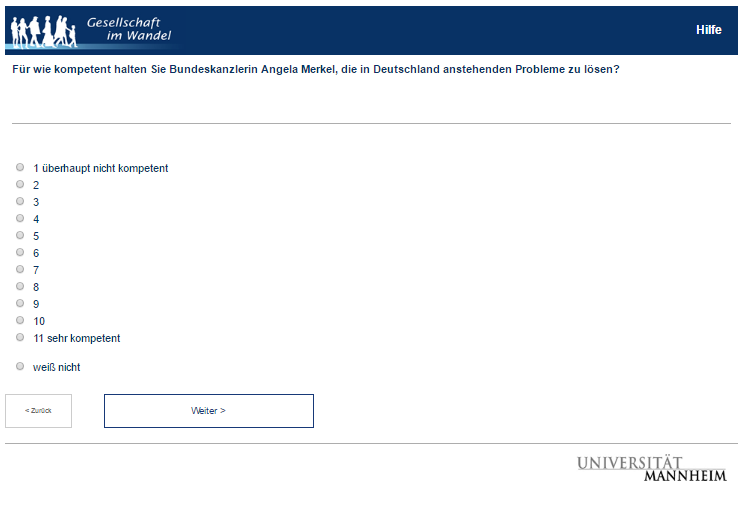 Gesellschaft
im Wandel
Hilfe
Für wie kompetent halten Sie Bundeskanzlerin Angela Merkel, die in Deutschland anstehenden Probleme zu lösen?
1 überhaupt nicht kompetent
2
3
4
5
6
7
8
9
10
11 sehr kompetent
weiß nicht
< Zurück
Weiter >
UNIVERSITÄT
MANNHEIM